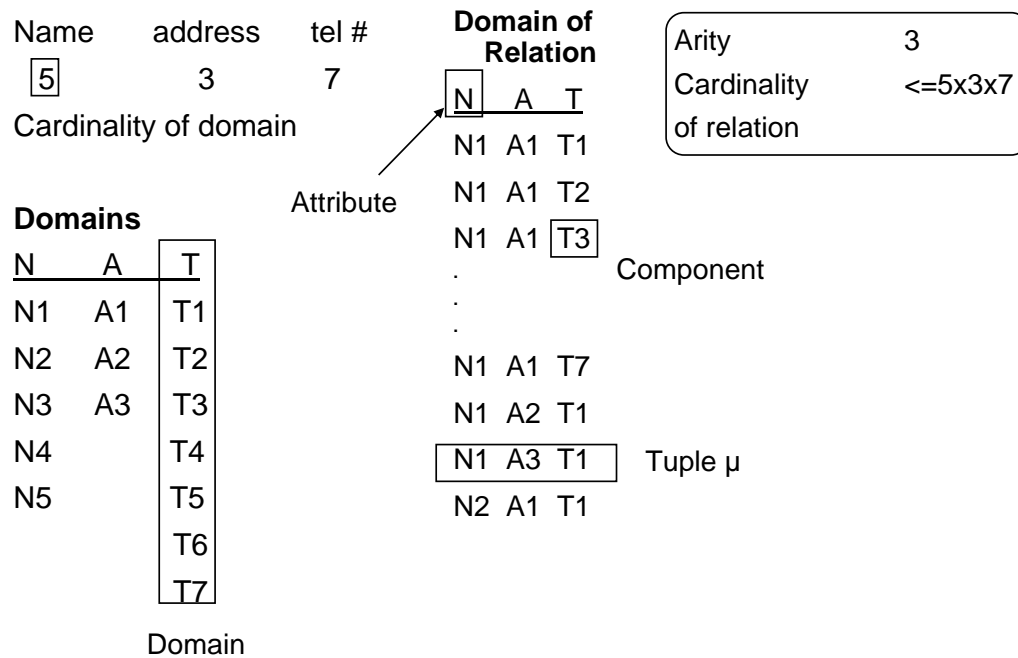 Name address tel #
5 3 7
Cardinality of domain
Domains
N A T
N1 A1 T1
N2 A2 T2
N3 A3 T3
N4 T4
N5 T5
T6
T7
Domain
Attribute
Domain of
Relation
N A T
N1 A1 T1
N1 A1 T2
N1 A1 T3
.
.
.
N1 A1 T7
N1 A2 T1
N1 A3 T1
N2 A1 T1
Component
Tuple µ
Arity 3
Cardinality <=5x3x7
of relation